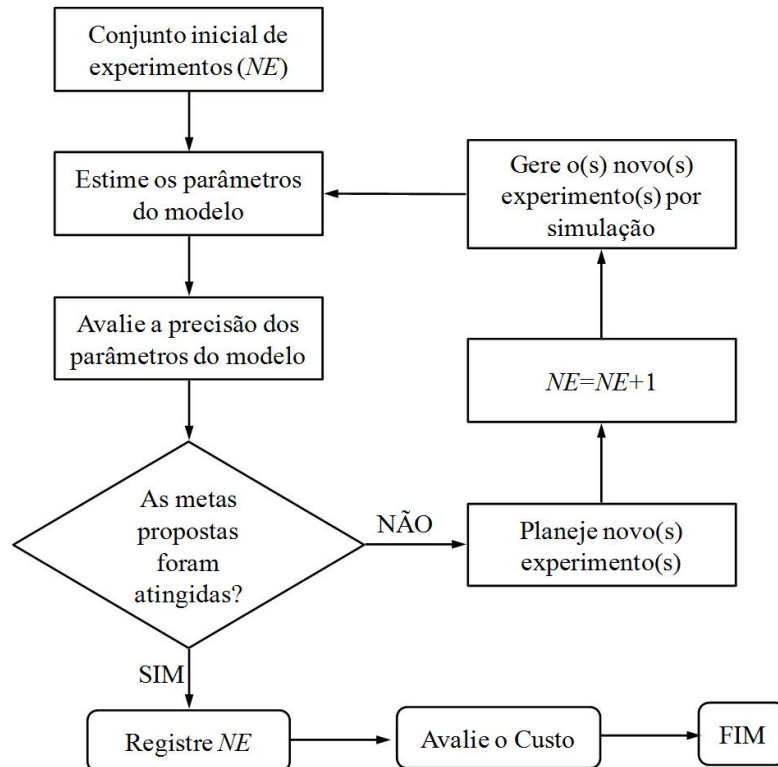 Conjunto inicial de
experimentos (NE)
Estime os parâmetros
do modelo
Avalie a precisão dos
parâmetros do modelo
As metas
propostas
foram
atingidas?
NÃO
Planeje novo(s)
experimento(s)
NE=NE+1
Gere o(s) novo(s)
experimento(s) por
simulação
SIM
Registre NE
Avalie o Custo
FIM